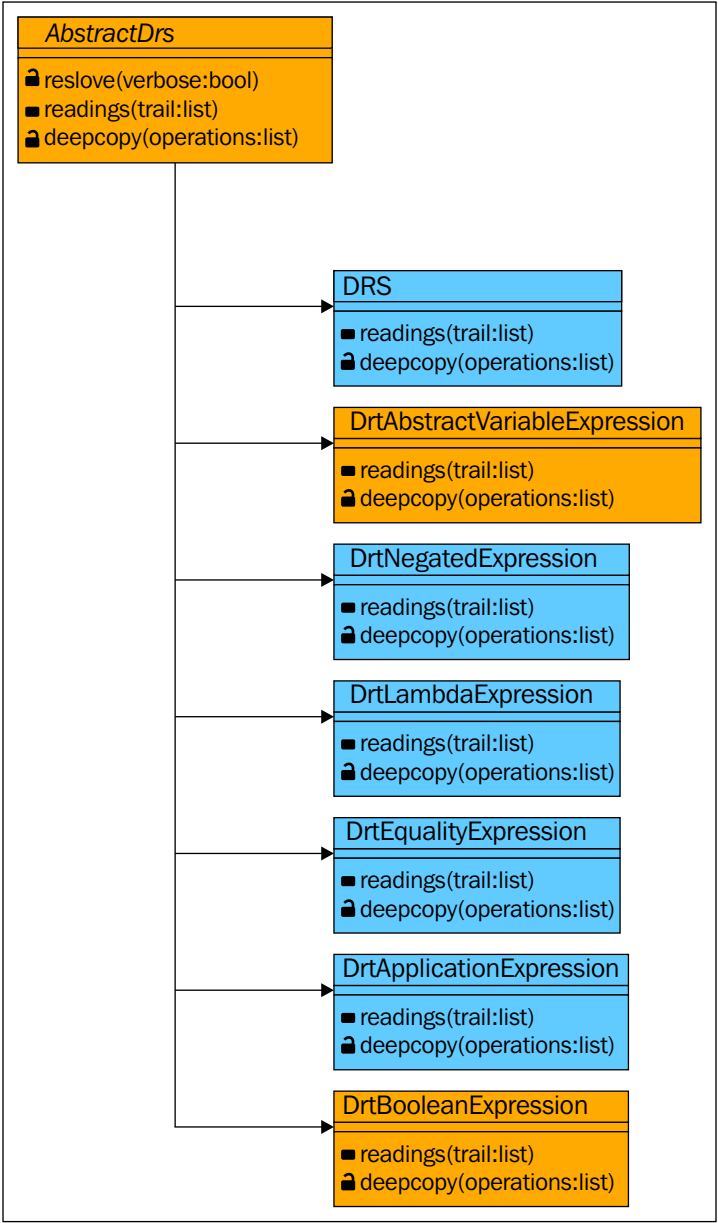 AbstractDrs
reslove(verbose:bool)
readings(trail:list)
deepcopy(operations:list)
DRS
readings(trail:list)
deepcopy(operations:list)
DrtAbstractVariableExpression
readings(trail:list)
deepcopy(operations:list)
DrtNegatedExpression
readings(trail:list)
deepcopy(operations:list)
DrtLambdaExpression
readings(trail:list)
deepcopy(operations:list)
DrtEqualityExpression
readings(trail:list)
deepcopy(operations:list)
DrtApplicationExpression
readings(trail:list)
deepcopy(operations:list)
DrtBooleanExpression
readings(trail:list)
deepcopy(operations:list)